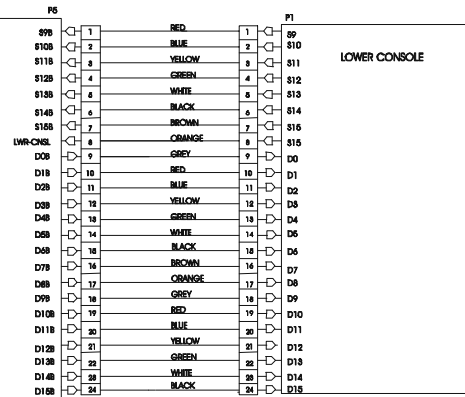 P5 P1
S9B 1 RED 1 S9
S10B 2 BLUE 2 S10
LOWER CONSOLE
S11B 3 YELLOW 3 S11
S12B 4 GREEN 4 S12
S13B 5 WHITE 5 S13
S14B 6 BLACK 6 S14
S15B 7 BROWN 7 S15
LWR-CNSL 8 ORANGE 8 S15
D0B 9 GREY 9 D0
D1B 10 RED 10 D1
D2B 11 BLUE 11 D2
D3B 12 YELLOW 12 D3
D4B 13 GREEN 13 D4
D5B 14 WHITE 14 D5
D6B 15 BLACK 15 D6
D7B 16 BROWN 16 D7
D8B 17 ORANGE 17 D8
D9B 18 GREY 18 D9
D10B 19 RED 19 D10
D11B 20 BLUE 20 D11
D12B 21 YELLOW 21 D12
D13B 22 GREEN 22 D13
D14B 23 WHITE 23 D14
D15B 24 BLACK 24 D15